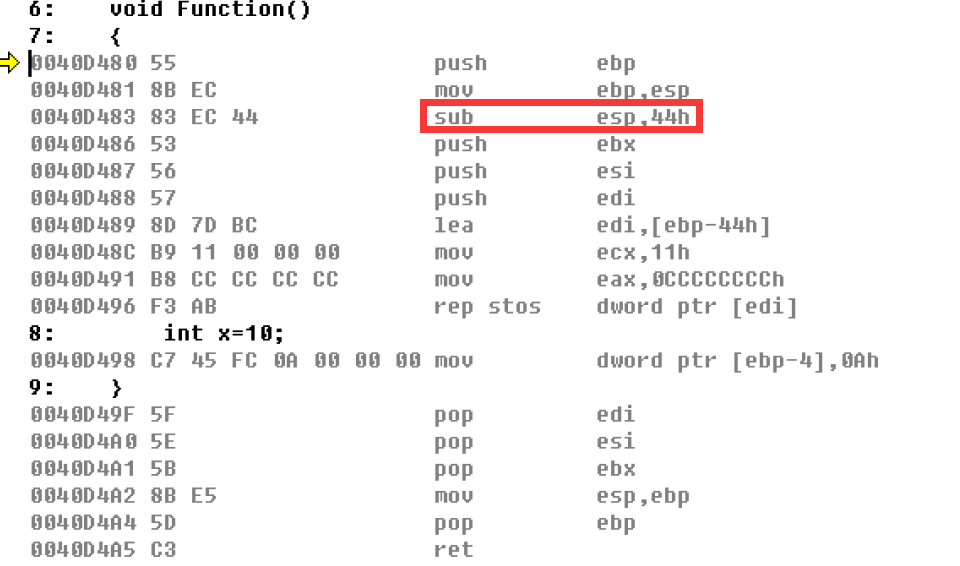 6: void Function()
7: {
0040D480 55 push ebp
0040D481 8B EC mov ebp,esp
0040D483 83 EC 44 sub esp,44h
0040D486 53 push ebx
0040D487 56 push esi
0040D488 57 push edi
0040D489 8D 7D BC lea edi,[ebp-44h]
0040D48C B9 11 00 00 00 mov ecx,11h
0040D491 B8 CC CC CC CC mov eax,0CCCCCCCCh
0040D496 F3 AB rep stos dword ptr [edi]
8: int x=10;
0040D498 C7 45 FC 0A 00 00 00 mov dword ptr [ebp-4],0Ah
9: }
0040D49F 5F pop edi
0040D4A0 5E pop esi
0040D4A1 5B pop ebx
0040D4A2 8B E5 mov esp,ebp
0040D4A4 5D pop ebp
0040D4A5 C3 ret